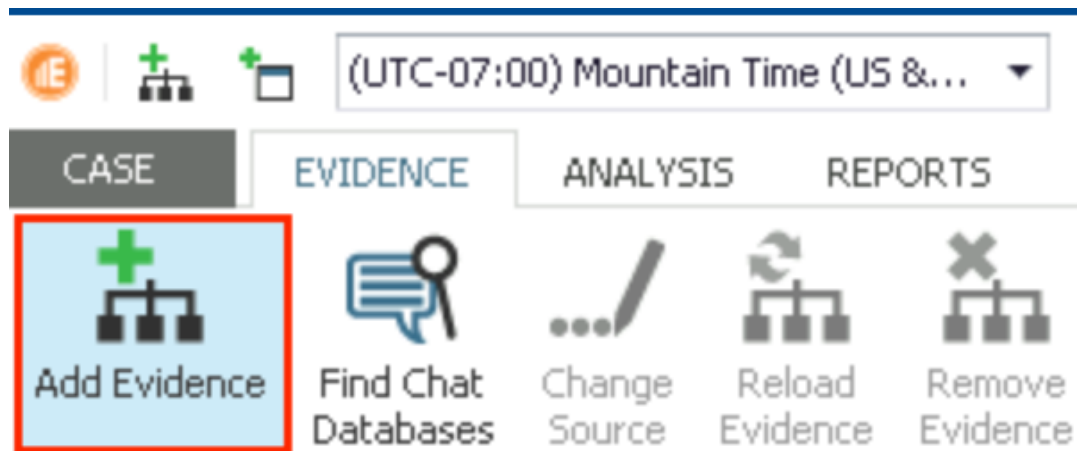 (UTC-07:00) Mountain Time (US &...
CASE EVIDENCE ANALYSIS REPORTS
Add Evidence Find Chat Change Reload Remove
Databases Source Evidence Evidence